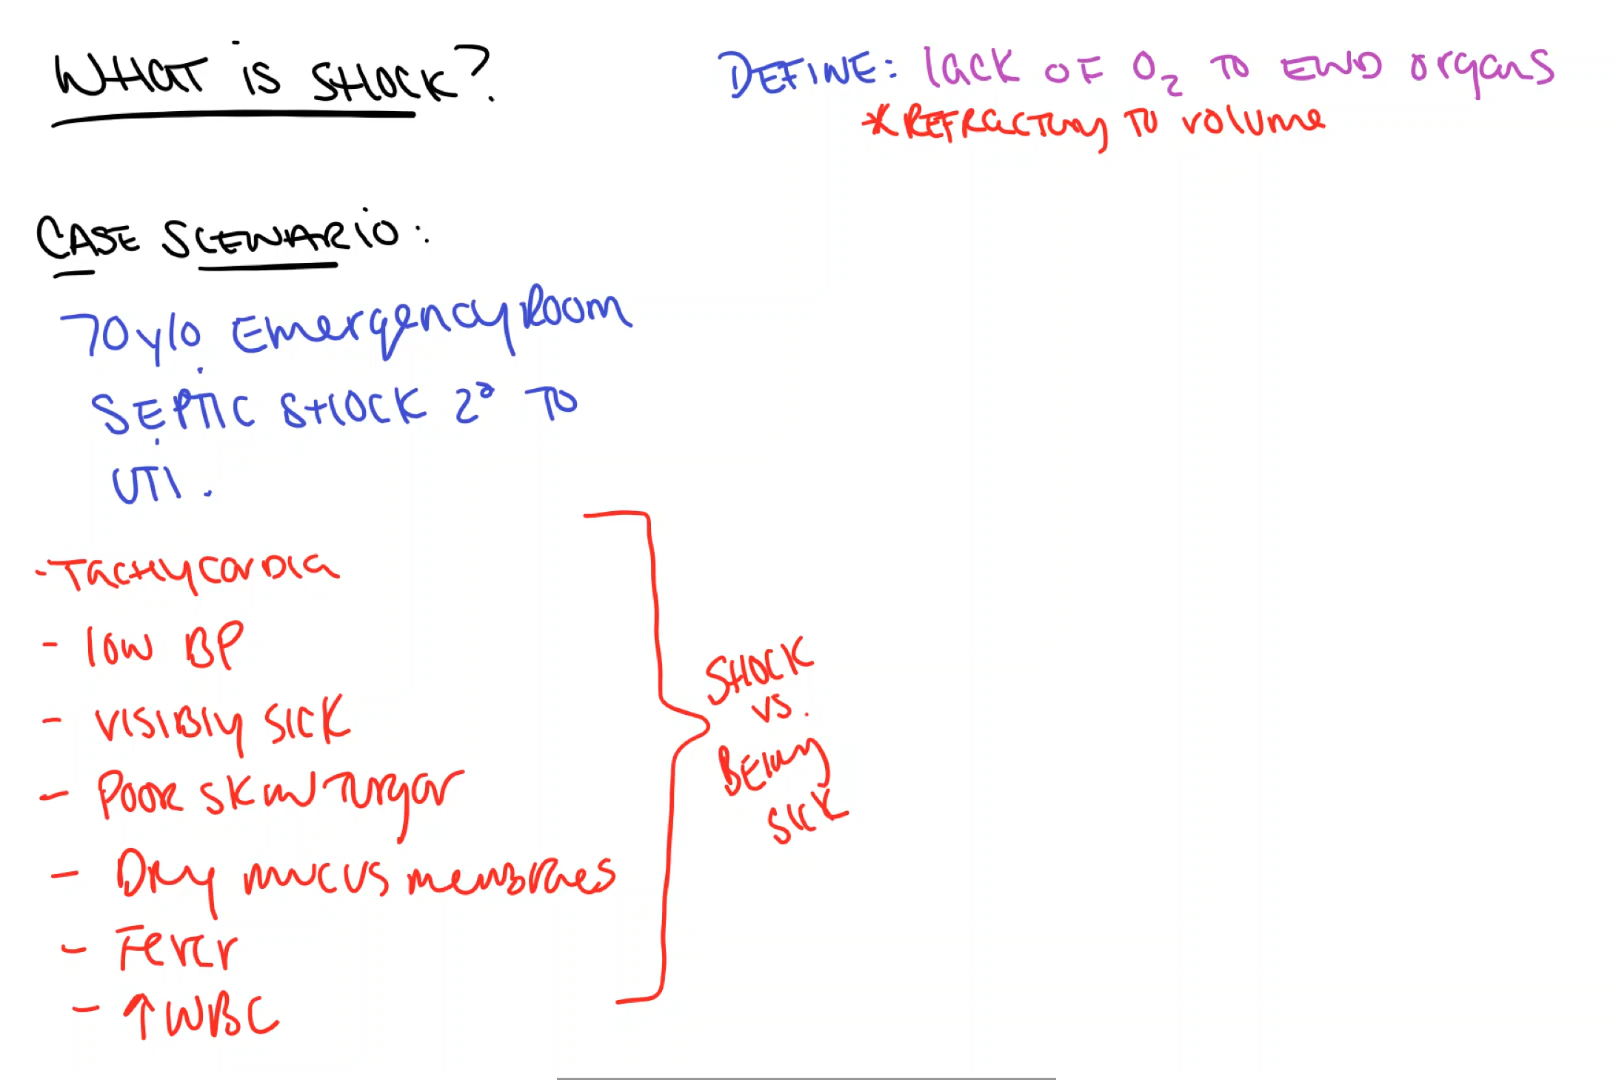 WHAT IS SHOCK?
DEFINE: lack OF O₂ TO END organs
*REFRactory TO volume
CASE SCENARIO:
70 y/o Emergency Room
SEPTIC SHOCK 2° TO
UTI.
- Tachycardia
- low BP
- VISIBly SICK
- Poor skin Turgor
- Dry mucus membranes
- Fever
- ↑ WBC
SHOCK
VS.
BEing
SICK